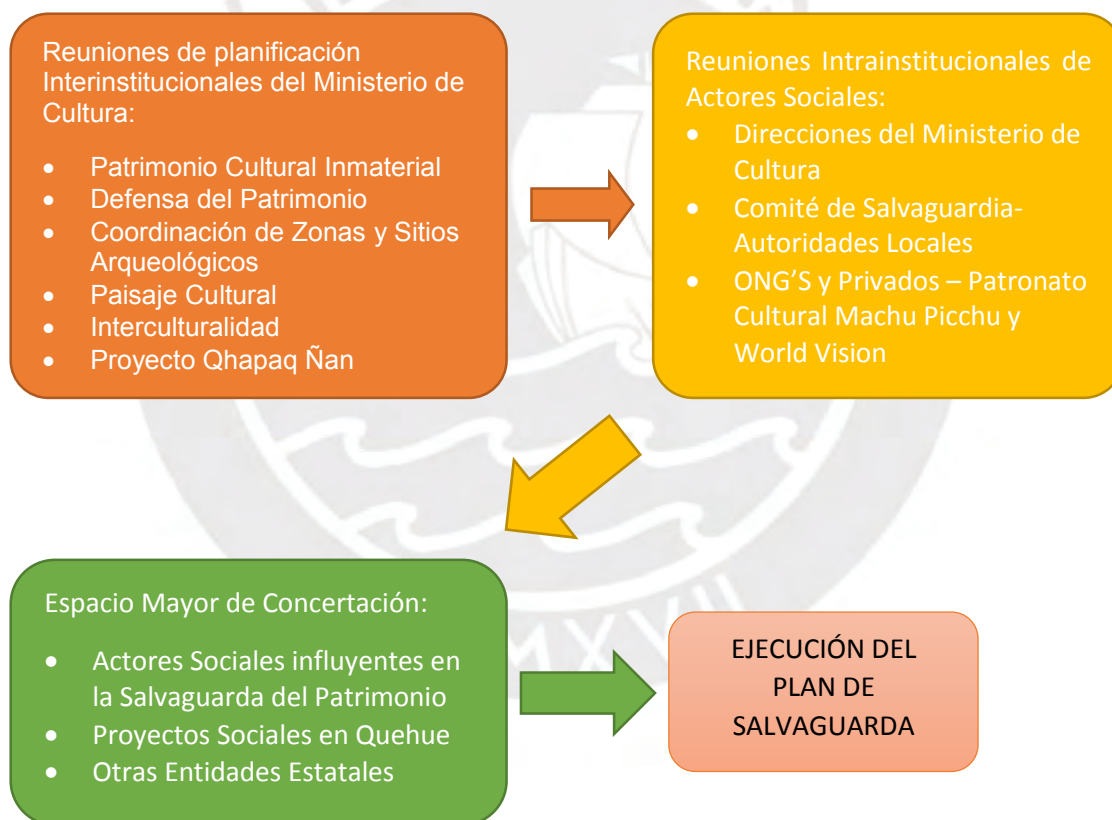 Reuniones de planificación
Interinstitucionales del Ministerio de
Cultura:
• Patrimonio Cultural Inmaterial
• Defensa del Patrimonio
• Coordinación de Zonas y Sitios
Arqueológicos
• Paisaje Cultural
• Interculturalidad
• Proyecto Qhapaq Ñan
Reuniones Intrainstitucionales de
Actores Sociales:
• Direcciones del Ministerio de
Cultura
• Comité de Salvaguardia-
Autoridades Locales
• ONG'S y Privados – Patronato
Cultural Machu Picchu y
World Vision
Espacio Mayor de Concertación:
• Actores Sociales influyentes en
la Salvaguarda del Patrimonio
• Proyectos Sociales en Quehue
• Otras Entidades Estatales
EJECUCIÓN DEL
PLAN DE
SALVAGUARDA